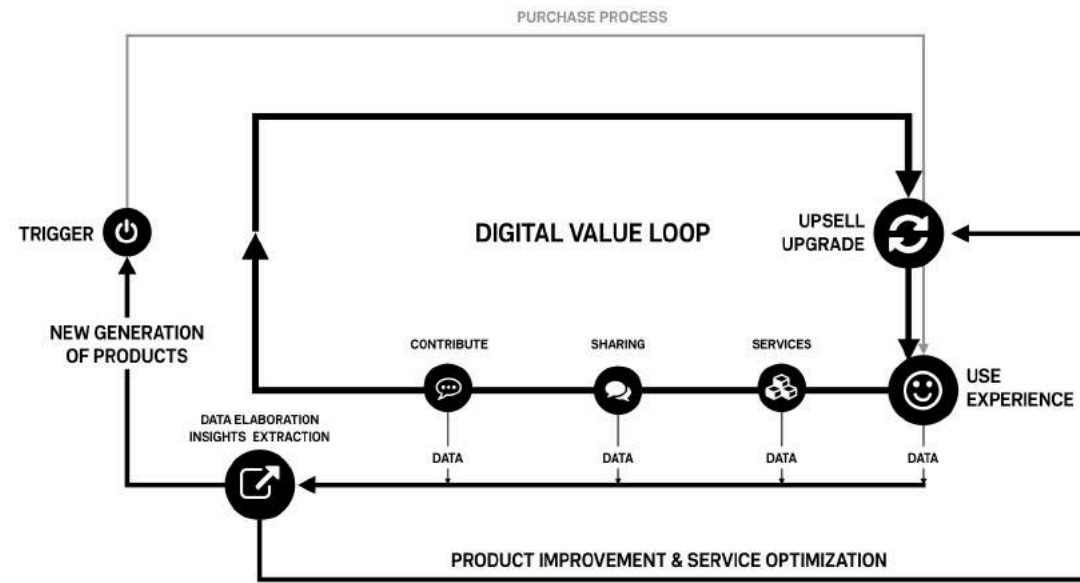 PURCHASE PROCESS
TRIGGER
DIGITAL VALUE LOOP
UPSELL
UPGRADE
NEW GENERATION
OF PRODUCTS
CONTRIBUTE
SHARING
SERVICES
USE
EXPERIENCE
DATA ELABORATION
INSIGHTS EXTRACTION
DATA
DATA
DATA
DATA
PRODUCT IMPROVEMENT & SERVICE OPTIMIZATION